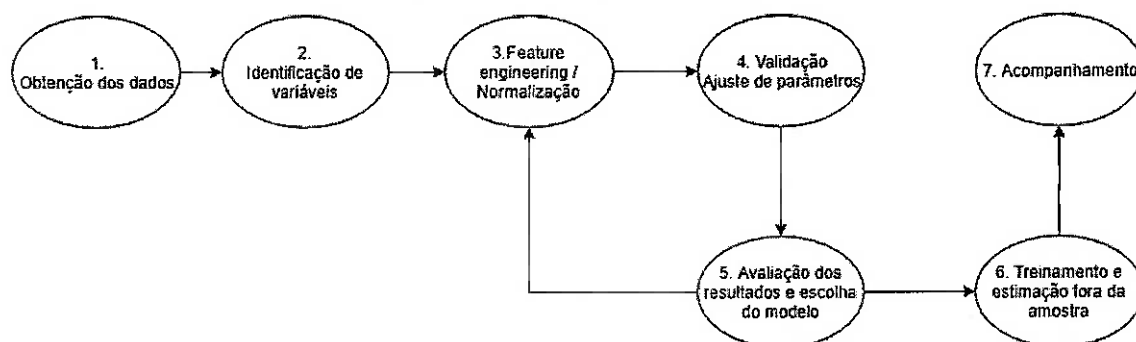 1.
Obtenção dos dados
2.
Identificação de
variáveis
3.Feature
engineering /
Normalização
4. Validação
Ajuste de parâmetros
5. Avaliação dos
resultados e escolha
do modelo
6. Treinamento e
estimação fora da
amostra
7. Acompanhamento